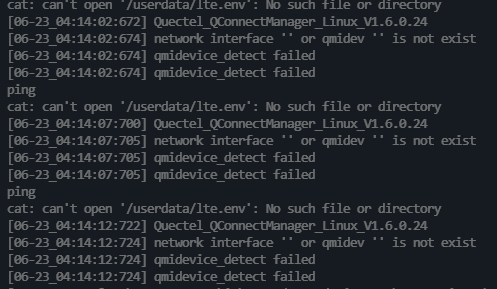 cat: can't open '/userdata/lte.env': No such file or directory
[06-23_04:14:02:672] Quectel_QConnectManager_Linux_V1.6.0.24
[06-23_04:14:02:674] network interface '' or qmidev '' is not exist
[06-23_04:14:02:674] qmidevice_detect failed
[06-23_04:14:02:674] qmidevice_detect failed
ping
cat: can't open '/userdata/lte.env': No such file or directory
[06-23_04:14:07:700] Quectel_QConnectManager_Linux_V1.6.0.24
[06-23_04:14:07:705] network interface '' or qmidev '' is not exist
[06-23_04:14:07:705] qmidevice_detect failed
[06-23_04:14:07:705] qmidevice_detect failed
ping
cat: can't open '/userdata/lte.env': No such file or directory
[06-23_04:14:12:722] Quectel_QConnectManager_Linux_V1.6.0.24
[06-23_04:14:12:724] network interface '' or qmidev '' is not exist
[06-23_04:14:12:724] qmidevice_detect failed
[06-23_04:14:12:724] qmidevice_detect failed